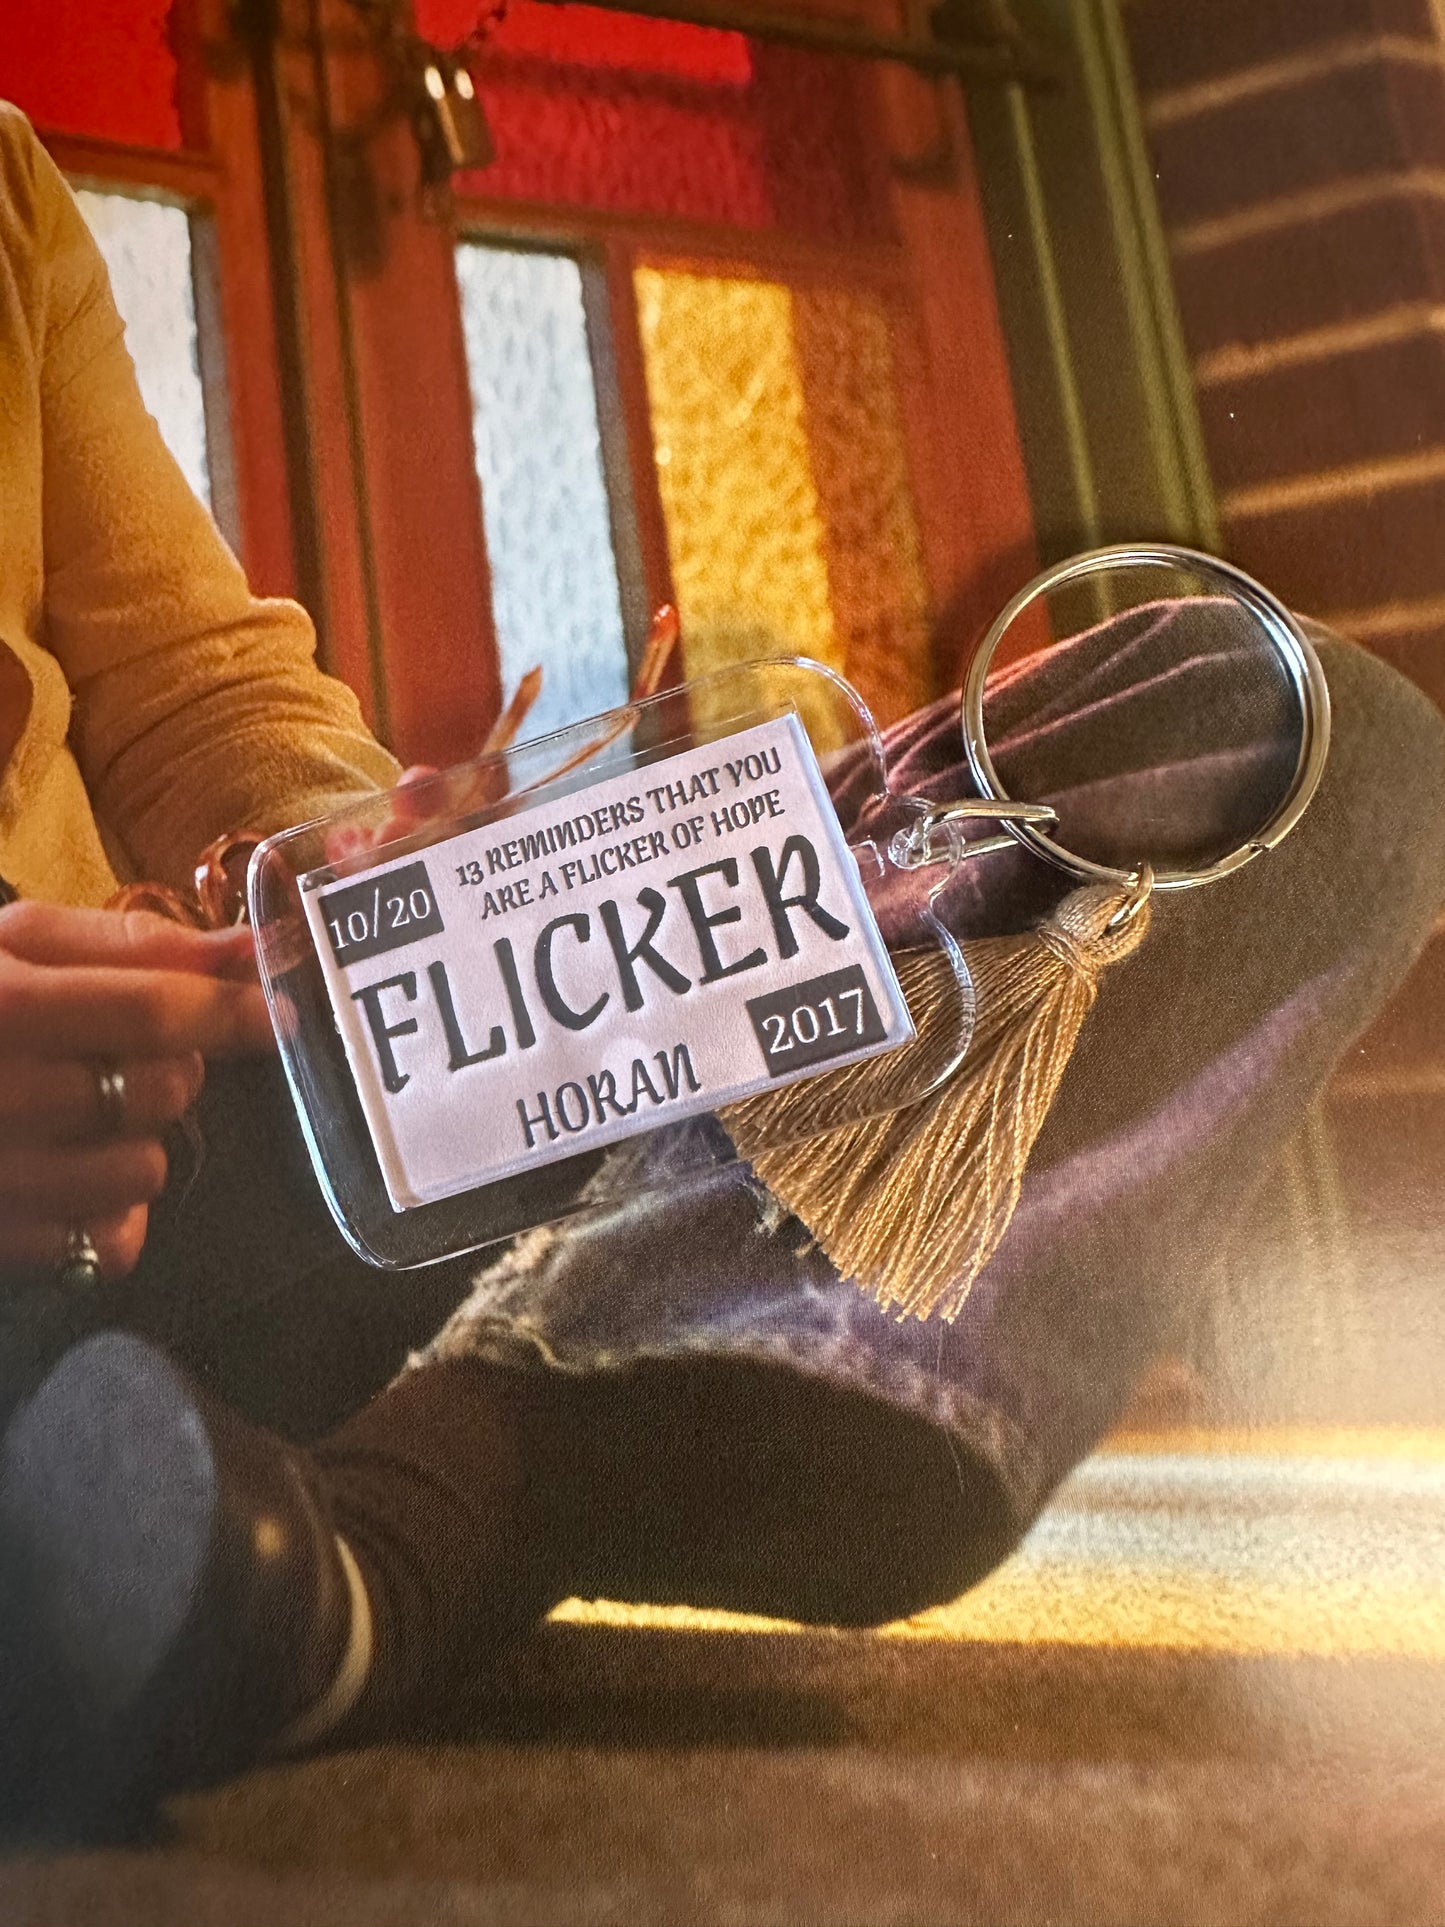 13 REMINDERS THAT YOU
ARE A FLICKER OF HOPE
10/20
FLICKER
2017
HORAN